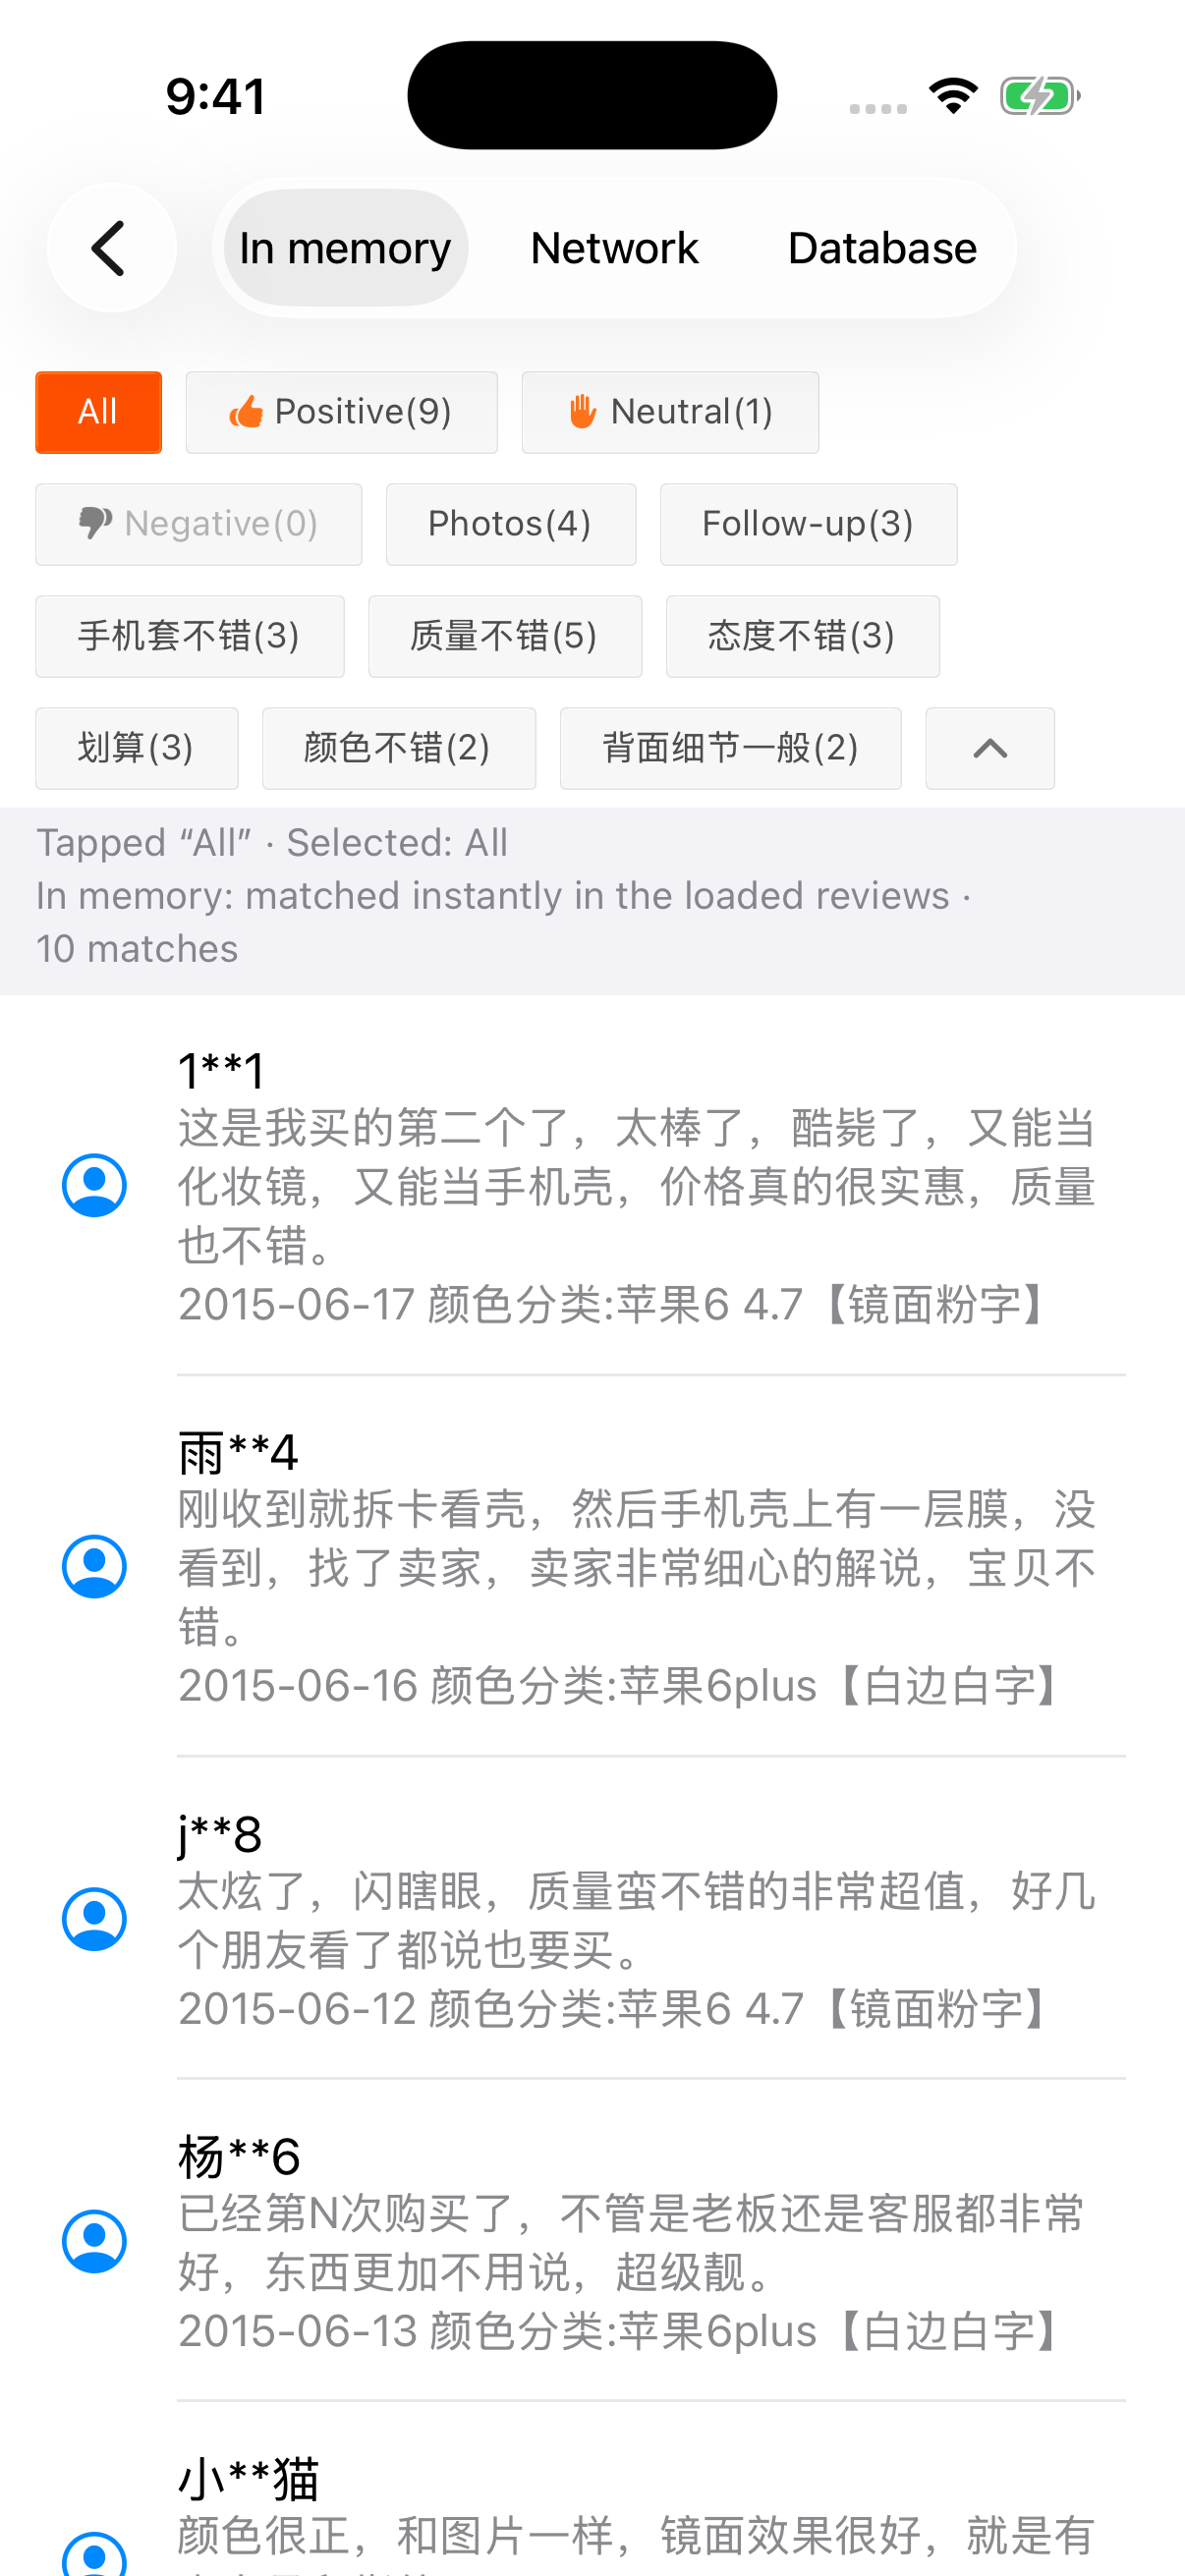 9:41
In memory Network Database
All Positive(9) Neutral(1)
Negative(0) Photos(4) Follow-up(3)
手机套不错(3) 质量不错(5) 态度不错(3)
划算(3) 颜色不错(2) 背面细节一般(2)
Tapped “All” · Selected: All
In memory: matched instantly in the loaded reviews ·
10 matches
1**1
这是我买的第二个了，太棒了，酷毙了，又能当
化妆镜，又能当手机壳，价格真的很实惠，质量
也不错。
2015-06-17 颜色分类:苹果6 4.7【镜面粉字】
雨**4
刚收到就拆卡看壳，然后手机壳上有一层膜，没
看到，找了卖家，卖家非常细心的解说，宝贝不
错。
2015-06-16 颜色分类:苹果6plus【白边白字】
j**8
太炫了，闪瞎眼，质量蛮不错的非常超值，好几
个朋友看了都说也要买。
2015-06-12 颜色分类:苹果6 4.7【镜面粉字】
杨**6
已经第N次购买了，不管是老板还是客服都非常
好，东西更加不用说，超级靓。
2015-06-13 颜色分类:苹果6plus【白边白字】
小**猫
颜色很正，和图片一样，镜面效果很好，就是有